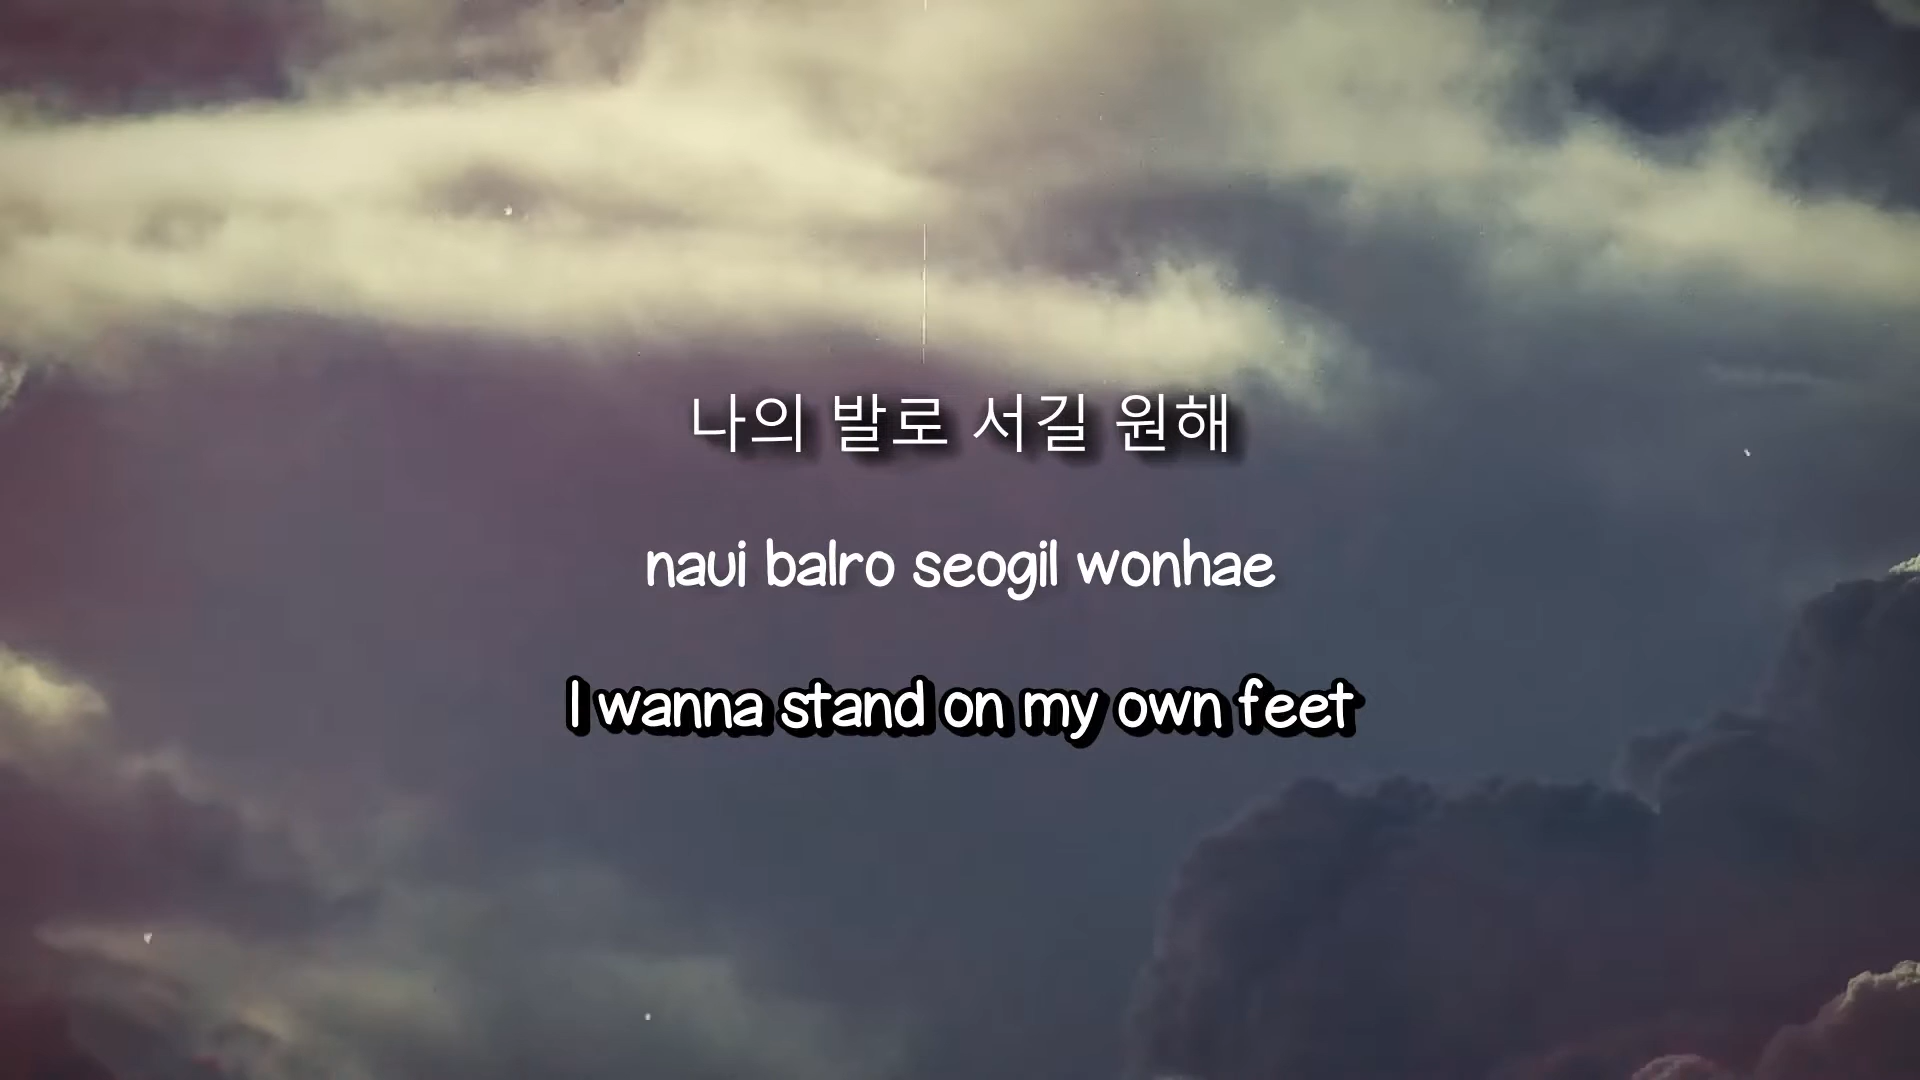 나의 발로 서길 원해
naui balro seogil wonhae
I wanna stand on my own feet